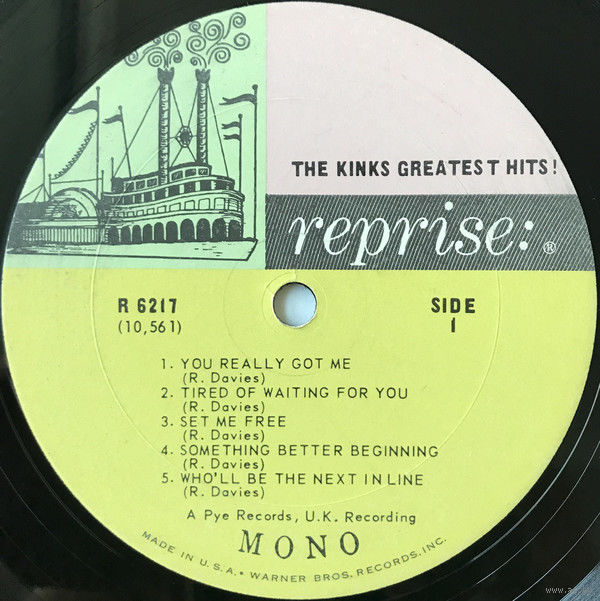 THE KINKS GREATEST HITS!
reprise: ®
R 6217
(10,561)
SIDE
1
1. YOU REALLY GOT ME
(R. Davies)
2. TIRED OF WAITING FOR YOU
(R. Davies)
3. SET ME FREE
(R. Davies)
4. SOMETHING BETTER BEGINNING
(R. Davies)
5. WHO'LL BE THE NEXT IN LINE
(R. Davies)
A Pye Records, U.K. Recording
MONO
MADE IN U.S.A. • WARNER BROS. RECORDS, INC.